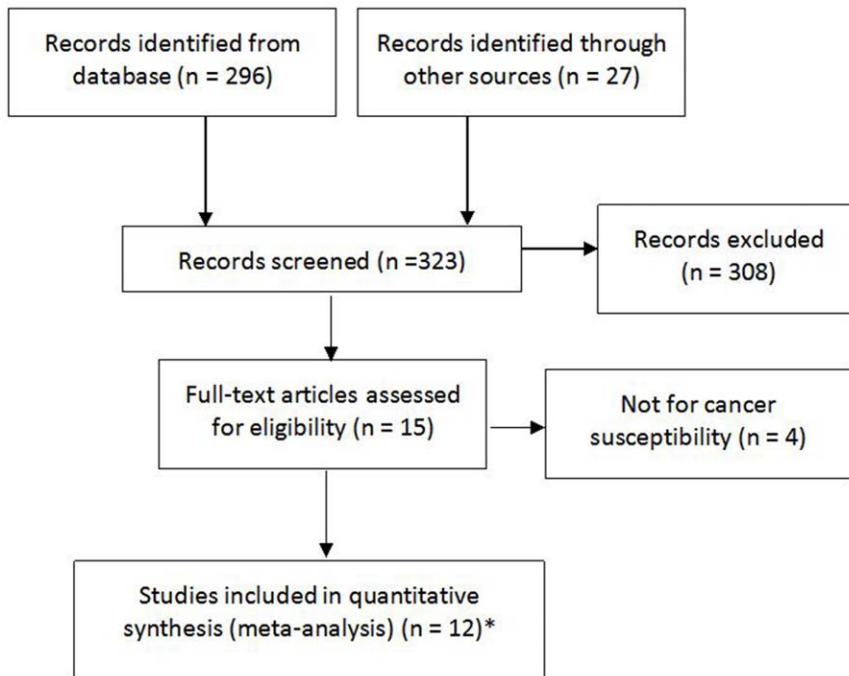 Records identified from
database (n = 296)
Records identified through
other sources (n = 27)
Records screened (n =323)
Records excluded
(n = 308)
Full-text articles assessed
for eligibility (n = 15)
Not for cancer
susceptibility (n = 4)
Studies included in quantitative
synthesis (meta-analysis) (n = 12)*